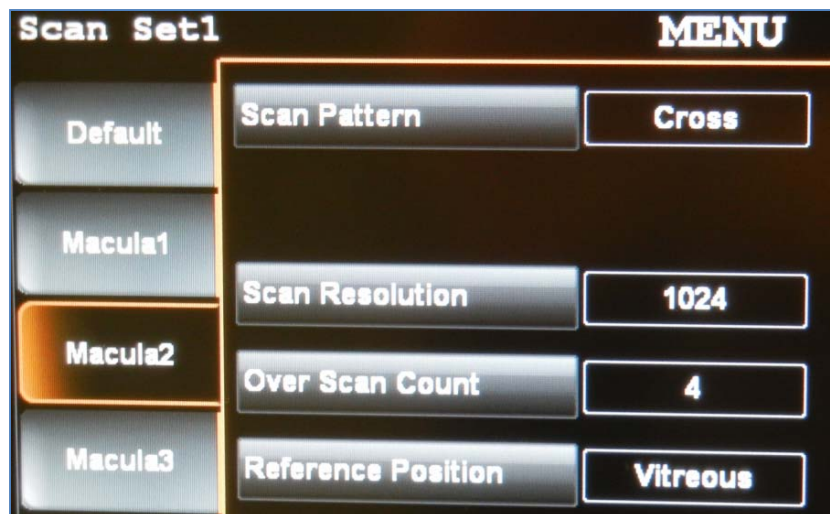 Scan Set1 MENU
Default
Macula1
Macula2
Macula3
Scan Pattern Cross
Scan Resolution 1024
Over Scan Count 4
Reference Position Vitreous